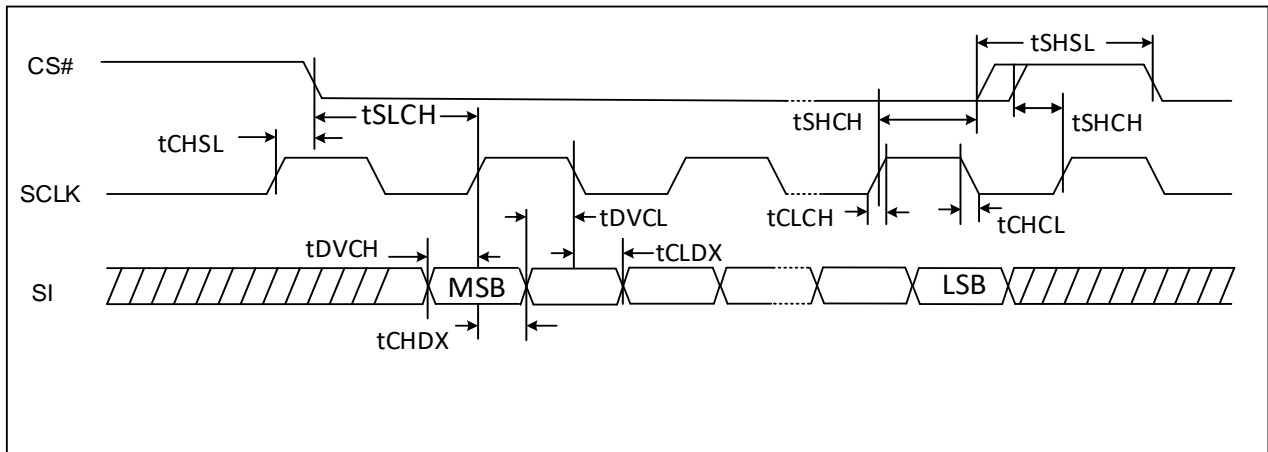 tSHSL
CS#
tSLCH
tSHCH
tSHCH
tCHSL
SCLK
tDVCL
tCLCH
tCHCL
tDVCH
tCLDX
SI
MSB
LSB
tCHDX